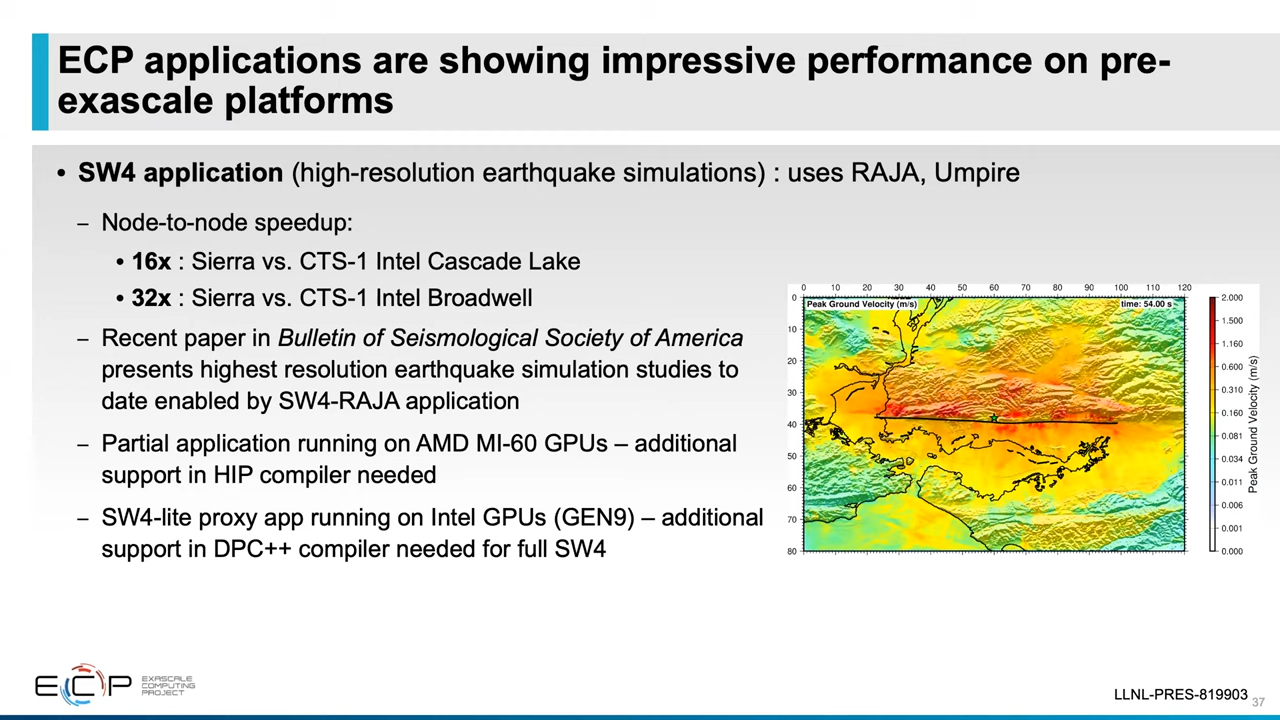 ECP applications are showing impressive performance on pre-
exascale platforms
• SW4 application (high-resolution earthquake simulations) : uses RAJA, Umpire
– Node-to-node speedup:
• 16x : Sierra vs. CTS-1 Intel Cascade Lake
• 32x : Sierra vs. CTS-1 Intel Broadwell
– Recent paper in Bulletin of Seismological Society of America
presents highest resolution earthquake simulation studies to
date enabled by SW4-RAJA application
– Partial application running on AMD MI-60 GPUs – additional
support in HIP compiler needed
– SW4-lite proxy app running on Intel GPUs (GEN9) – additional
support in DPC++ compiler needed for full SW4
0 10 20 30 40 50 60 70 80 90 100 110 120
Peak Ground Velocity (m/s)
time: 54.00 s
0
10
20
30
40
50
60
70
80
2.000
1.500
1.160
0.600
0.310
0.160
0.081
0.034
0.011
0.006
0.001
0.000
Peak Ground Velocity (m/s)
ECP
EXASCALE
COMPUTING
PROJECT
LLNL-PRES-819903
37